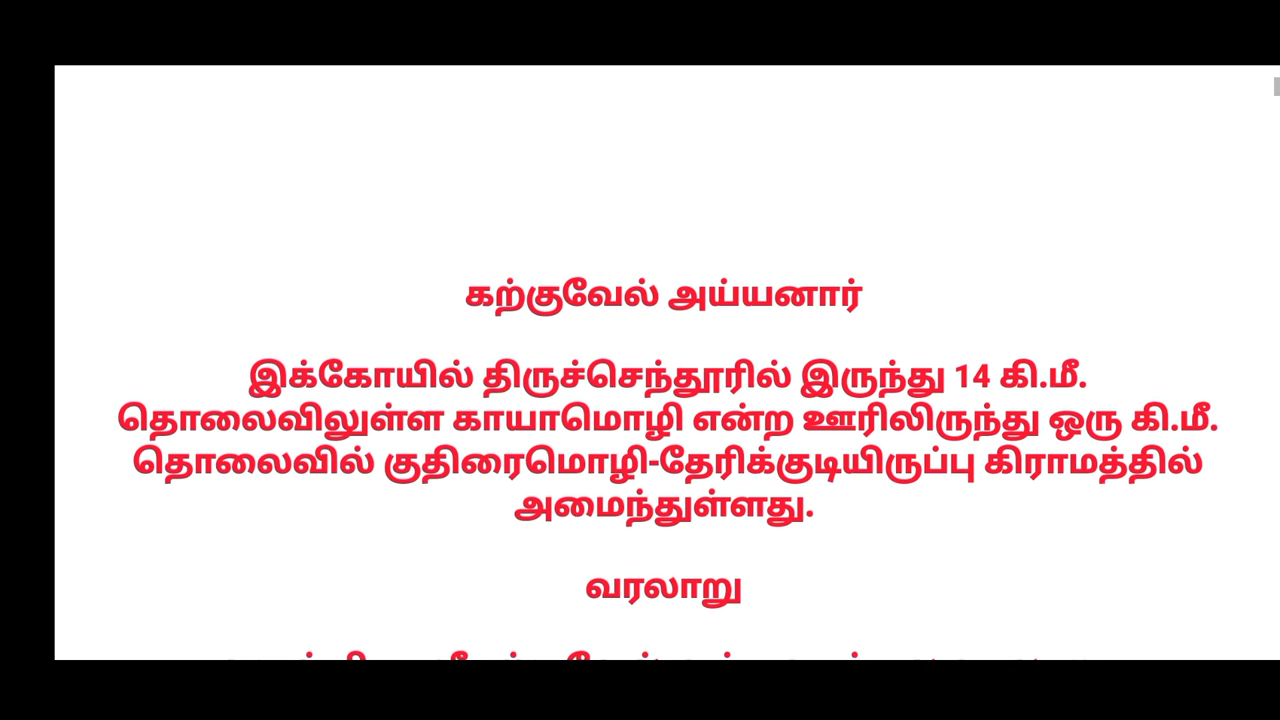 கற்குவேல் அய்யனார்
இக்கோயில் திருச்செந்தூரில் இருந்து 14 கி.மீ.
தொலைவிலுள்ள காயாமொழி என்ற ஊரிலிருந்து ஒரு கி.மீ.
தொலைவில் குதிரைமொழி-தேரிக்குடியிருப்பு கிராமத்தில்
அமைந்துள்ளது.
வரலாறு